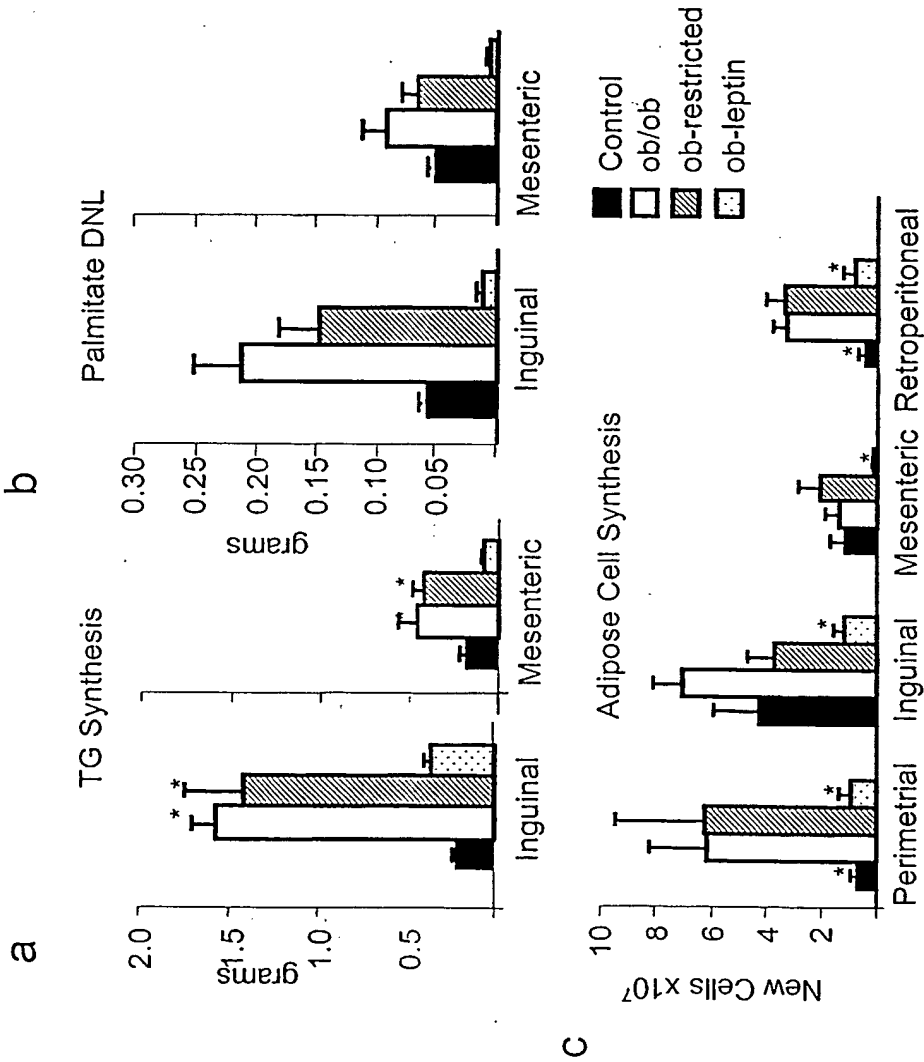 a
TG Synthesis
grams
2.0
1.5
1.0
0.5
Inguinal
*
*
Mesenteric
*
*
b
Palmitate DNL
grams
0.30
0.25
0.20
0.15
0.10
0.05
Inguinal
Mesenteric
c
Adipose Cell Synthesis
New Cells x10⁷
10
8
6
4
2
Perimetrial
*
*
Inguinal
*
Mesenteric
*
Retroperitoneal
*
*
Control
ob/ob
ob-restricted
ob-leptin